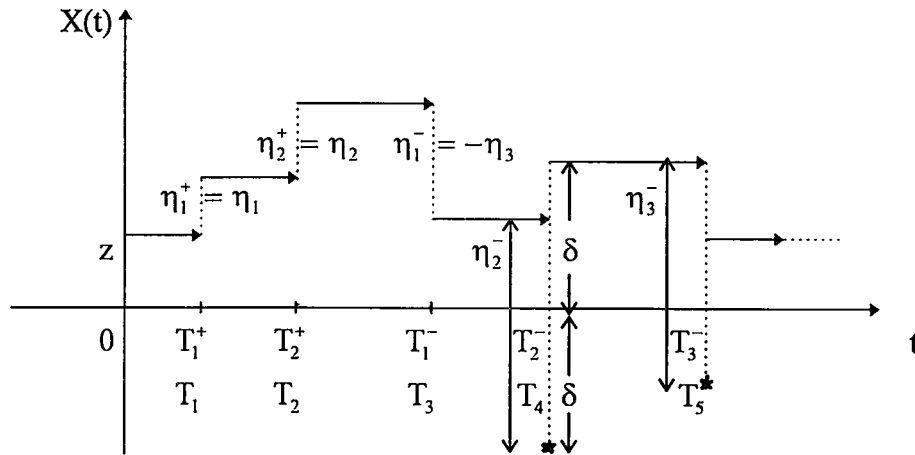 X(t)
η₂⁺ = η₂ η₁⁻ = −η₃
η₁⁺ = η₁ η₃⁻
z η₂⁻ δ
0 T₁⁺ T₂⁺ T₁⁻ T₂⁻ T₃⁻ t
T₁ T₂ T₃ T₄ δ T₅